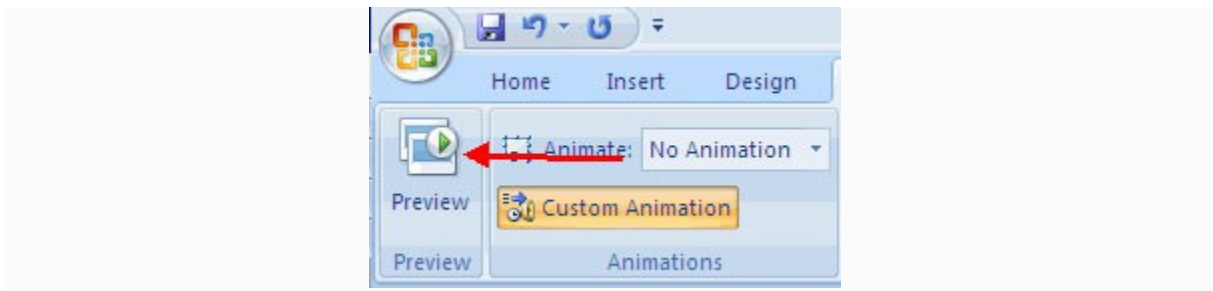 Home Insert Design
Animate: No Animation
Preview Custom Animation
Preview Animations